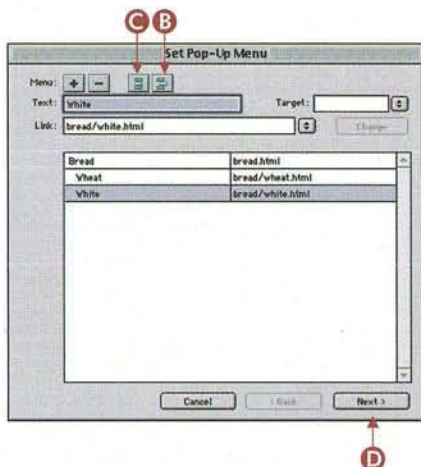 C B
Set Pop-Up Menu
Menu: + -
Text: White Target:
Link: bread/white.html Change
Bread bread.html
Wheat bread/wheat.html
White bread/white.html
Cancel < Back Next >
D